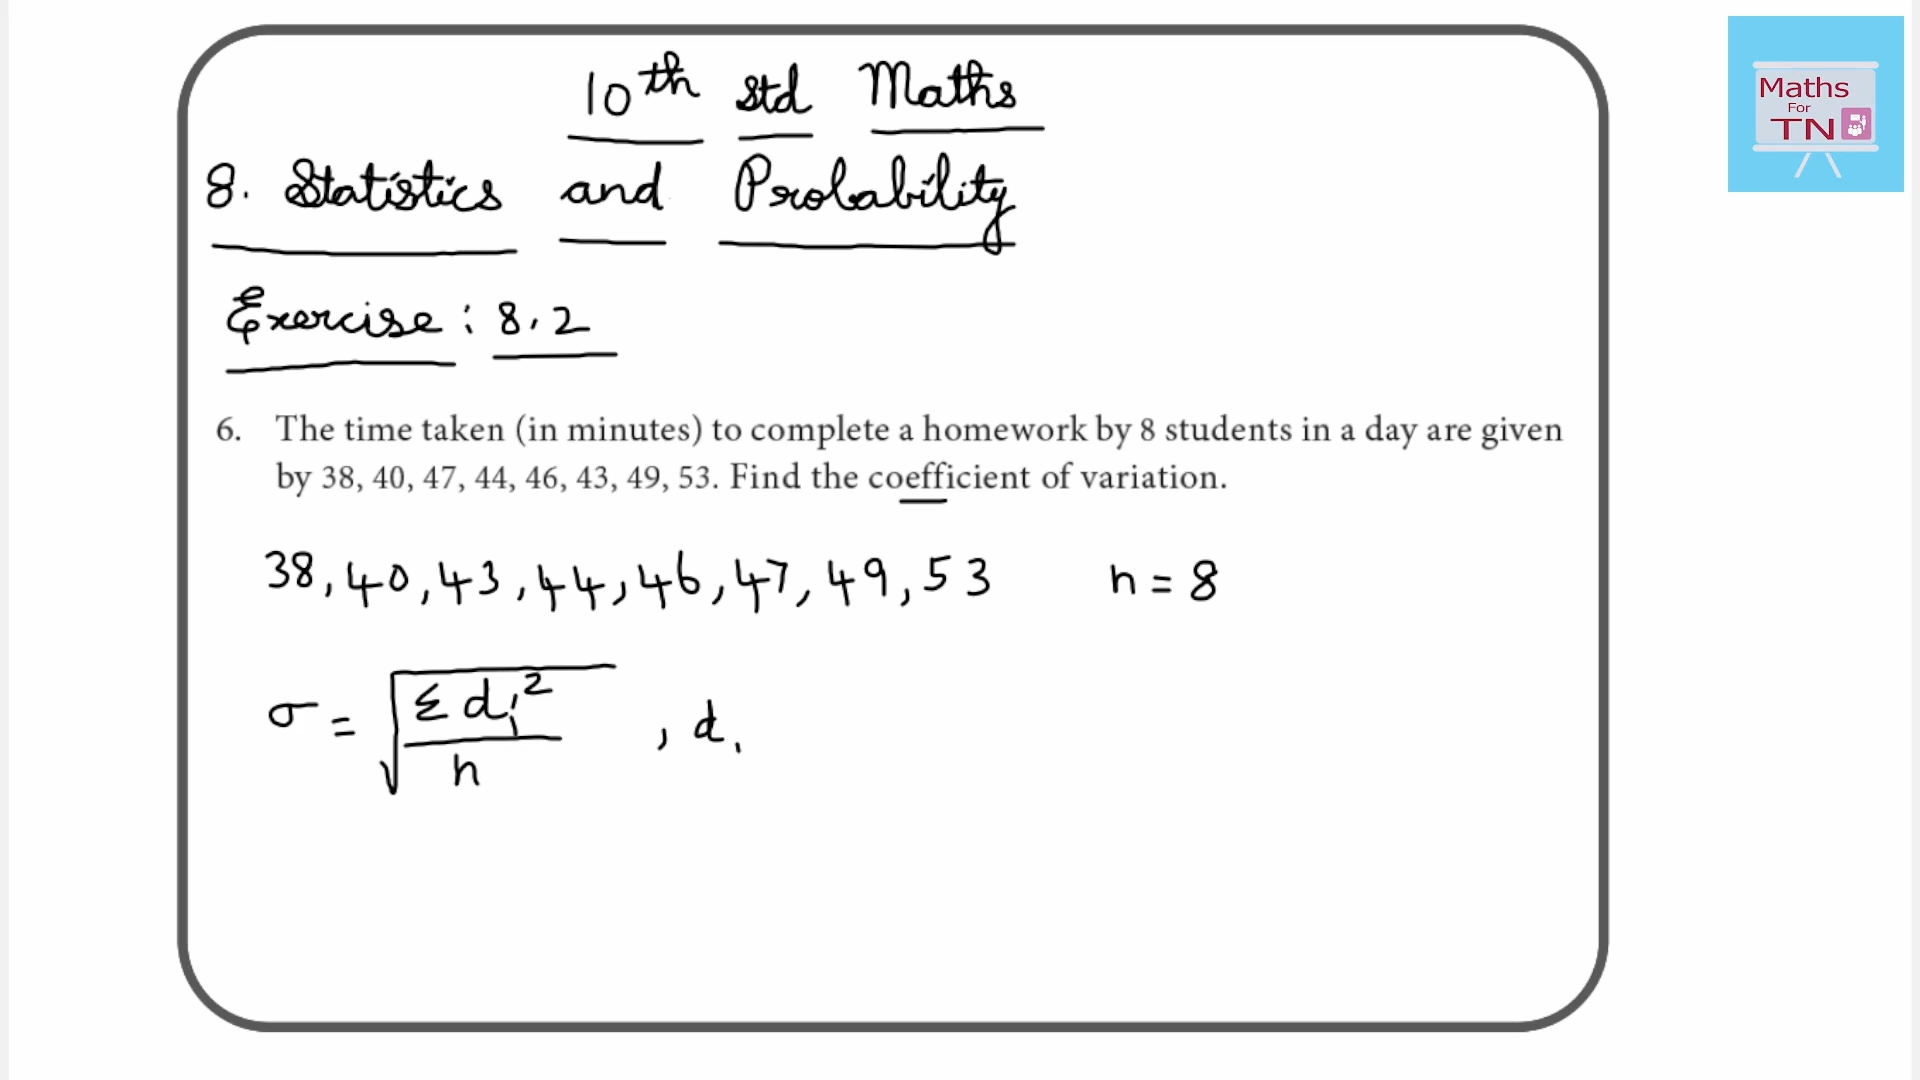 10th std Maths
8. Statistics and Probability
Exercise : 8.2
6. The time taken (in minutes) to complete a homework by 8 students in a day are given
by 38, 40, 47, 44, 46, 43, 49, 53. Find the coefficient of variation.
38, 40, 43, 44, 46, 47, 49, 53 n = 8
σ = √(Σ dᵢ² / n) , dᵢ
Maths
For
TN